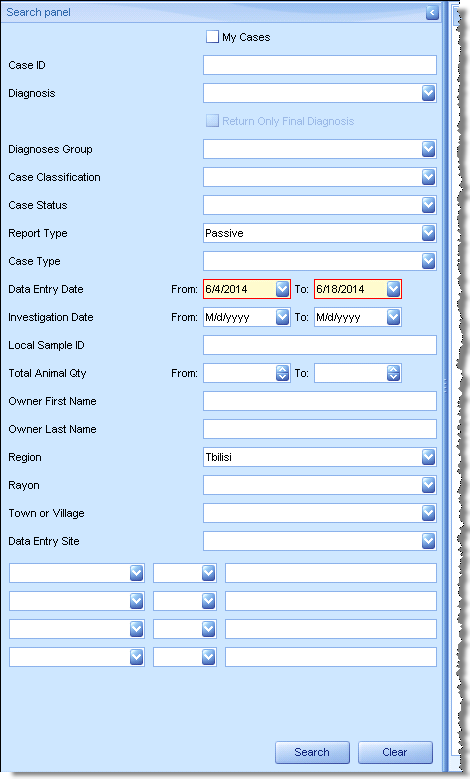 Search panel
My Cases
Case ID
Diagnosis
Return Only Final Diagnosis
Diagnoses Group
Case Classification
Case Status
Report Type Passive
Case Type
Data Entry Date From: 6/4/2014 To: 6/18/2014
Investigation Date From: M/d/yyyy To: M/d/yyyy
Local Sample ID
Total Animal Qty From: To:
Owner First Name
Owner Last Name
Region Tbilisi
Rayon
Town or Village
Data Entry Site
Search Clear